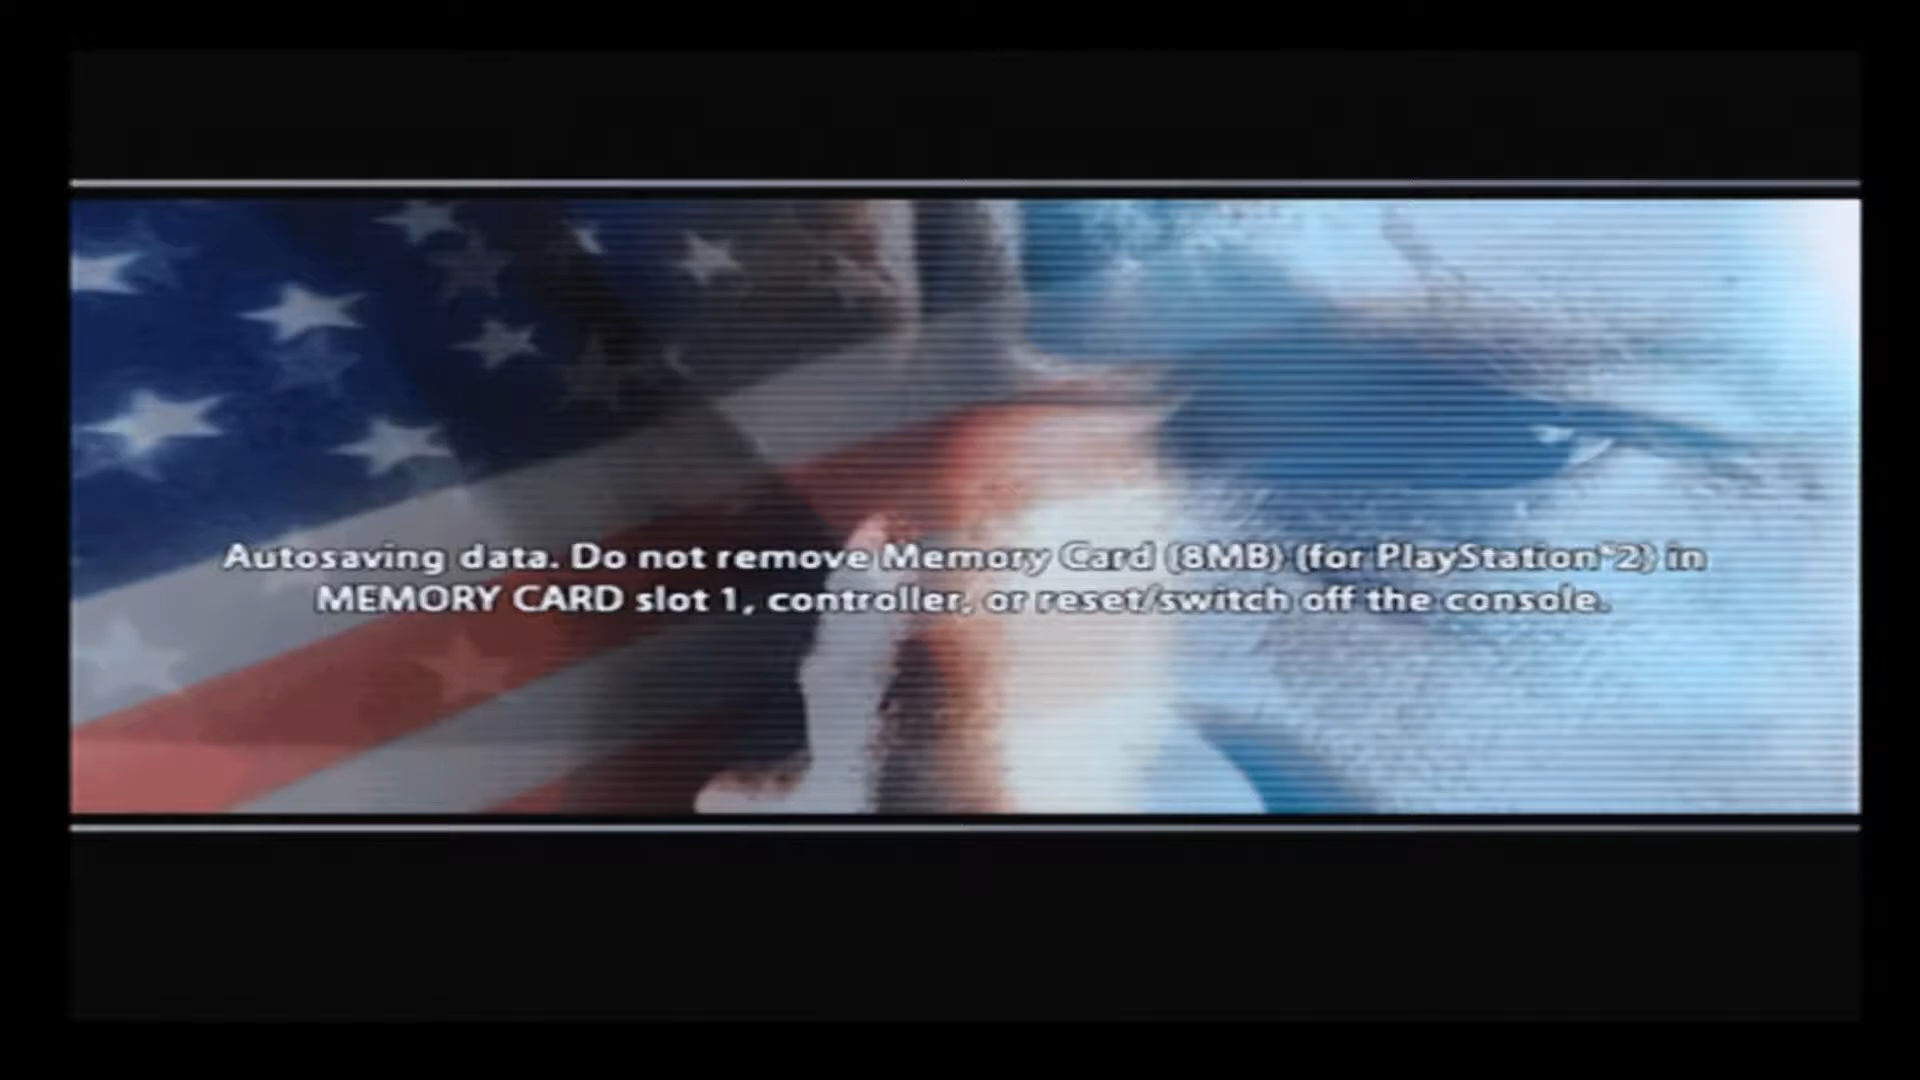 Autosaving data. Do not remove Memory Card (8MB) (for PlayStation®2) in
MEMORY CARD slot 1, controller, or reset/switch off the console.